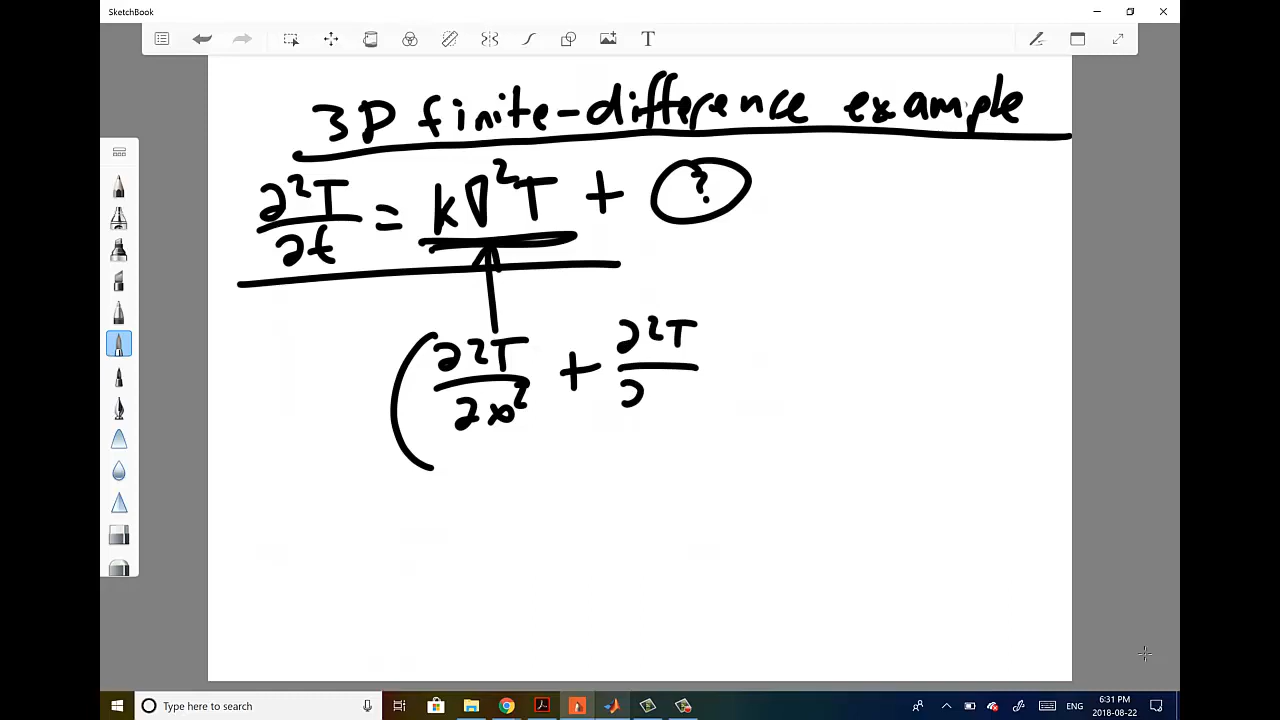 SketchBook
T
3D finite-difference example
∂²T/∂t = k∇²T + ?
(∂²T/∂x² + ∂²T/∂
Type here to search
6:31 PM
ENG
2018-08-22